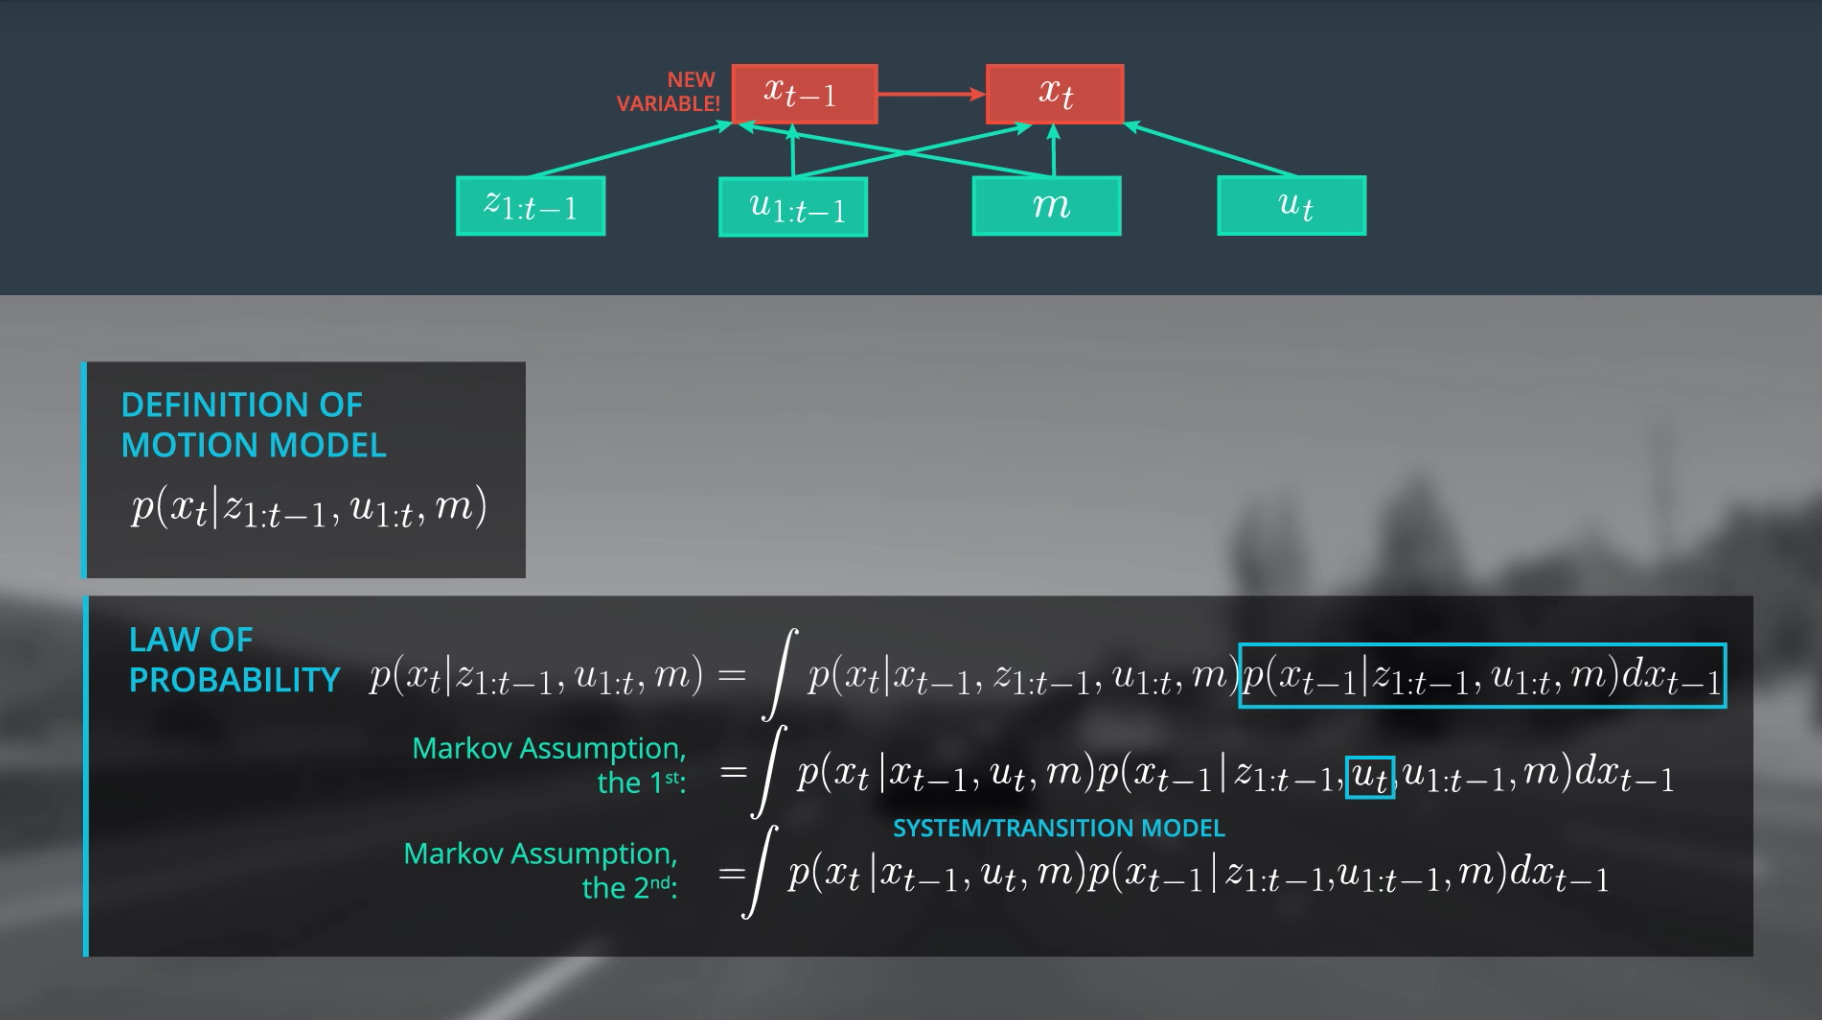 NEW
VARIABLE!
x_{t-1}
x_t
z_{1:t-1}
u_{1:t-1}
m
u_t
DEFINITION OF
MOTION MODEL
p(x_t|z_{1:t-1}, u_{1:t}, m)
LAW OF
PROBABILITY
p(x_t|z_{1:t-1}, u_{1:t}, m) = ∫ p(x_t|x_{t-1}, z_{1:t-1}, u_{1:t}, m)p(x_{t-1}|z_{1:t-1}, u_{1:t}, m)dx_{t-1}
Markov Assumption,
the 1st:
= ∫ p(x_t|x_{t-1}, u_t, m)p(x_{t-1}|z_{1:t-1}, u_t, u_{1:t-1}, m)dx_{t-1}
SYSTEM/TRANSITION MODEL
Markov Assumption,
the 2nd:
= ∫ p(x_t|x_{t-1}, u_t, m)p(x_{t-1}|z_{1:t-1}, u_{1:t-1}, m)dx_{t-1}